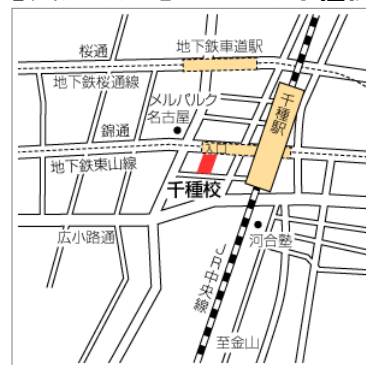 桜通
地下鉄車道駅
地下鉄桜通線
メルパルク
名古屋
千種駅
錦通
入口
地下鉄東山線
千種校
広小路通
河合塾
JR中央線
至金山